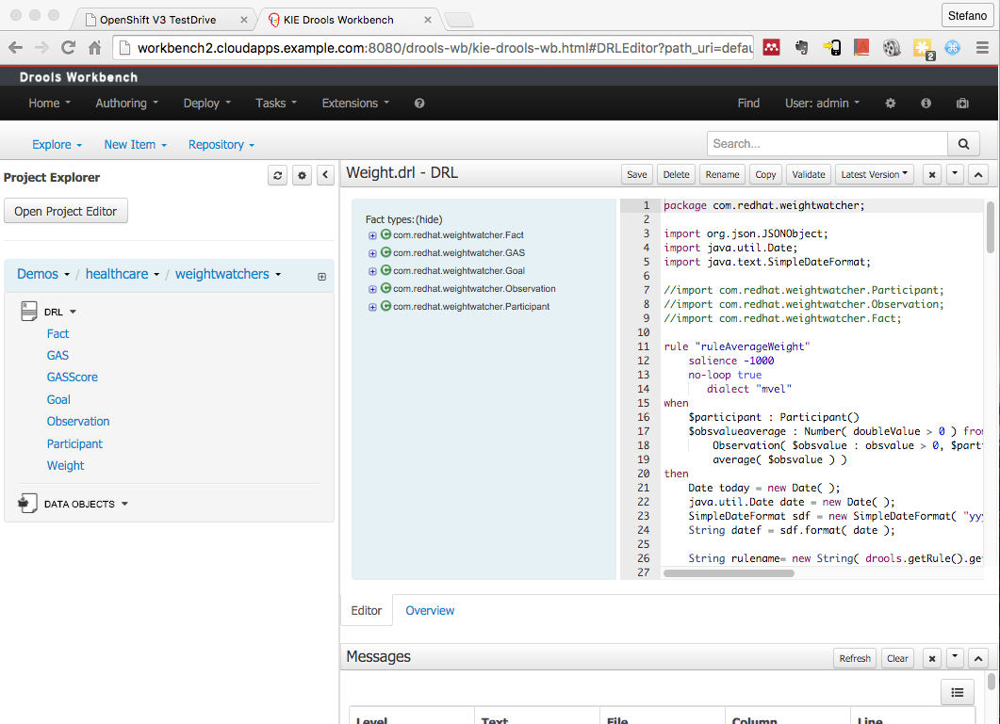 OpenShift V3 TestDrive
KIE Drools Workbench
Stefano
workbench2.cloudapps.example.com:8080/drools-wb/kie-drools-wb.html#DRLEditor?path_uri=defau
2
Drools Workbench
Home Authoring Deploy Tasks Extensions Find User: admin
Explore New Item Repository Search...
Project Explorer
Open Project Editor
Demos / healthcare / weightwatchers
DRL
Fact
GAS
GASScore
Goal
Observation
Participant
Weight
DATA OBJECTS
Weight.drl - DRL
Save Delete Rename Copy Validate Latest Version
Fact types:(hide)
com.redhat.weightwatcher.Fact
com.redhat.weightwatcher.GAS
com.redhat.weightwatcher.Goal
com.redhat.weightwatcher.Observation
com.redhat.weightwatcher.Participant
1 package com.redhat.weightwatcher;
2
3 import org.json.JSONObject;
4 import java.util.Date;
5 import java.text.SimpleDateFormat;
6
7 //import com.redhat.weightwatcher.Participant;
8 //import com.redhat.weightwatcher.Observation;
9 //import com.redhat.weightwatcher.Fact;
10
11 rule "ruleAverageWeight"
12 salience -1000
13 no-loop true
14 dialect "mvel"
15 when
16 $participant : Participant()
17 $obsvalueaverage : Number( doubleValue > 0 ) from
18 Observation( $obsvalue : obsvalue > 0, $part
19 average( $obsvalue ) )
20 then
21 Date today = new Date( );
22 java.util.Date date = new Date( );
23 SimpleDateFormat sdf = new SimpleDateFormat( "yyy
24 String datef = sdf.format( date );
25
26 String rulename= new String( drools.getRule().ge
27
Editor Overview
Messages
Refresh Clear
Level Text File Column Line